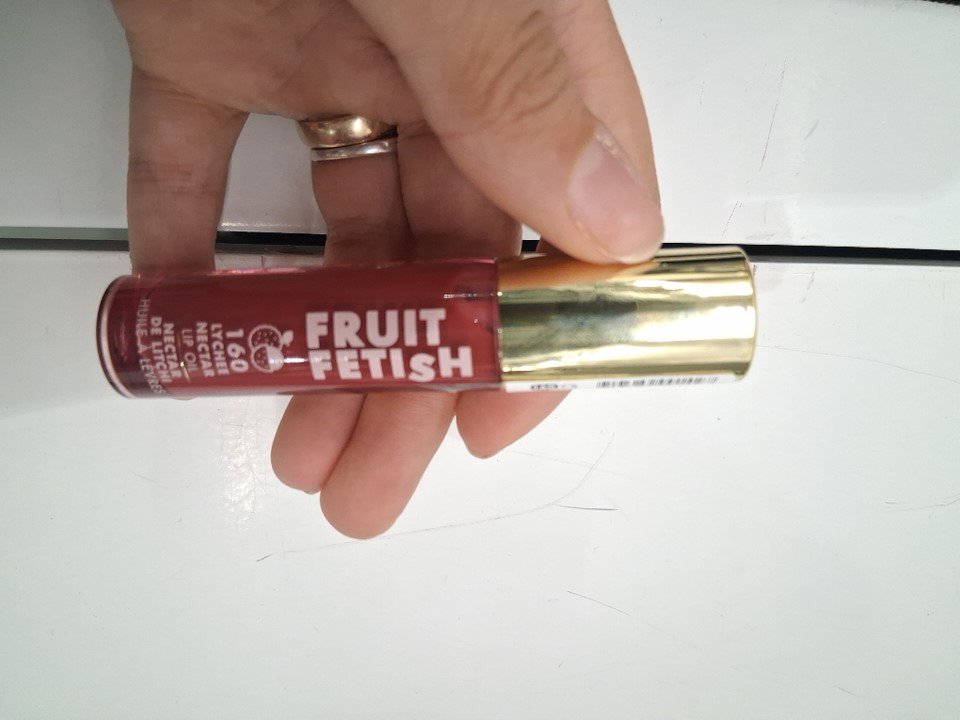 FRUIT
FETISH
160
LYCHEE
NECTAR
LIP OIL
NECTAR
DE LITCHI
HUILE À LÈVRES